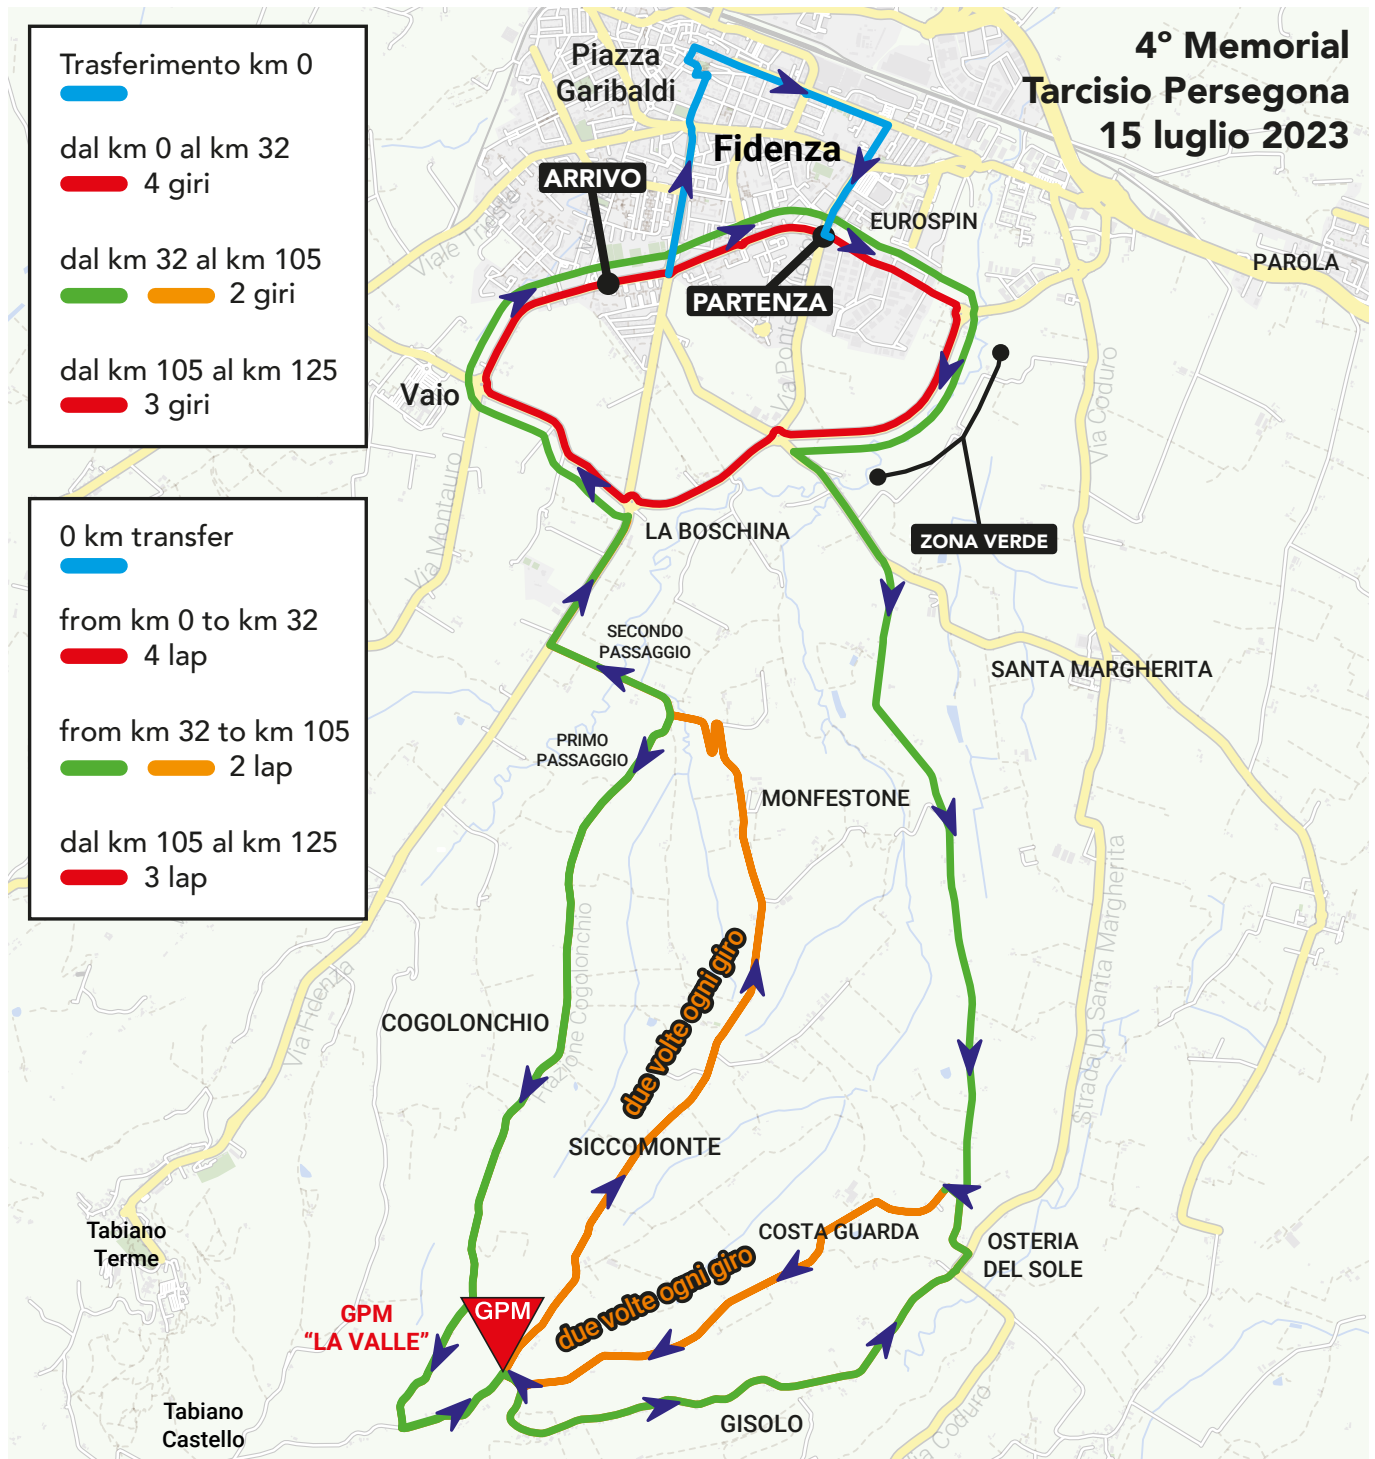 Trasferimento km 0
dal km 0 al km 32
4 giri
dal km 32 al km 105
2 giri
dal km 105 al km 125
3 giri
0 km transfer
from km 0 to km 32
4 lap
from km 32 to km 105
2 lap
dal km 105 al km 125
3 lap
4° Memorial
Tarcisio Persegona
15 luglio 2023
Piazza
Garibaldi
Fidenza
ARRIVO
EUROSPIN
PAROLA
PARTENZA
Viale Trieste
Via Ponte
Via Coduro
Vaio
Via Montauro
LA BOSCHINA
ZONA VERDE
SECONDO
PASSAGGIO
SANTA MARGHERITA
PRIMO
PASSAGGIO
MONFESTONE
Strada Di Santa Margherita
Via Fidenza
Frazione Cogolonchio
COGOLONCHIO
due volte ogni giro
SICCOMONTE
Tabiano
Terme
COSTA GUARDA
OSTERIA
DEL SOLE
due volte ogni giro
GPM
GPM
“LA VALLE”
Tabiano
Castello
GISOLO
Via Coduro